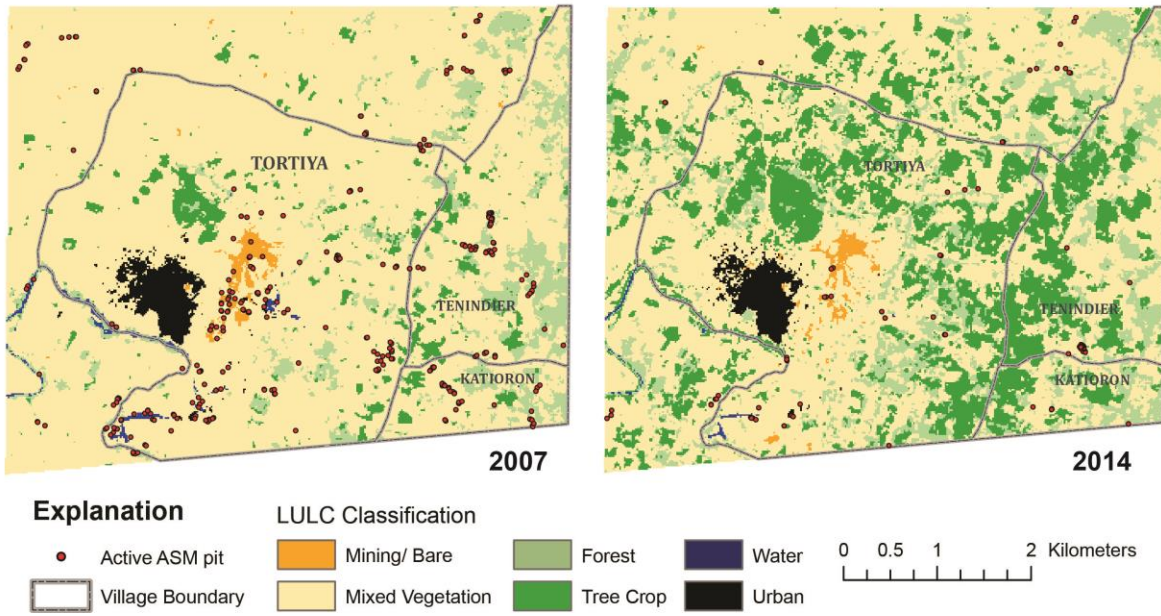 TORTIYA
TENINDIER
KATIORON
2007
TORTIYA
TENINDIER
KATIORON
2014
Explanation
Active ASM pit
Village Boundary
LULC Classification
Mining/ Bare
Forest
Water
Mixed Vegetation
Tree Crop
Urban
0 0.5 1 2 Kilometers